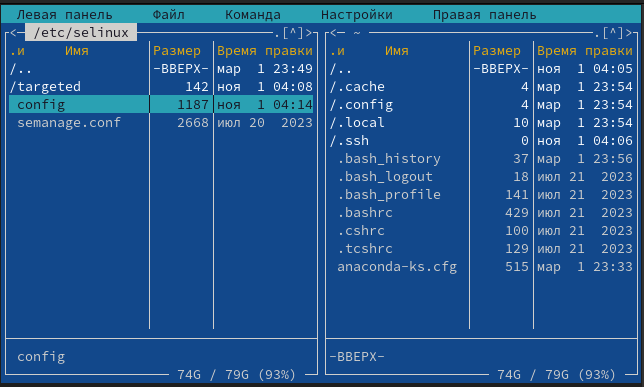 Левая панель Файл Команда Настройки Правая панель
<─ /etc/selinux .[^]>
.и Имя Размер Время правки
/.. -ВВЕРХ- мар 1 23:49
/targeted 142 ноя 1 04:08
config 1187 ноя 1 04:14
semanage.conf 2668 июл 20 2023
config
74G / 79G (93%)
<─ ~ .[^]>
.и Имя Размер Время правки
/.. -ВВЕРХ- ноя 1 04:05
/.cache 4 мар 1 23:54
/.config 4 мар 1 23:54
/.local 10 мар 1 23:54
/.ssh 0 ноя 1 04:06
.bash_history 37 мар 1 23:56
.bash_logout 18 июл 21 2023
.bash_profile 141 июл 21 2023
.bashrc 429 июл 21 2023
.cshrc 100 июл 21 2023
.tcshrc 129 июл 21 2023
anaconda-ks.cfg 515 мар 1 23:33
-ВВЕРХ-
74G / 79G (93%)